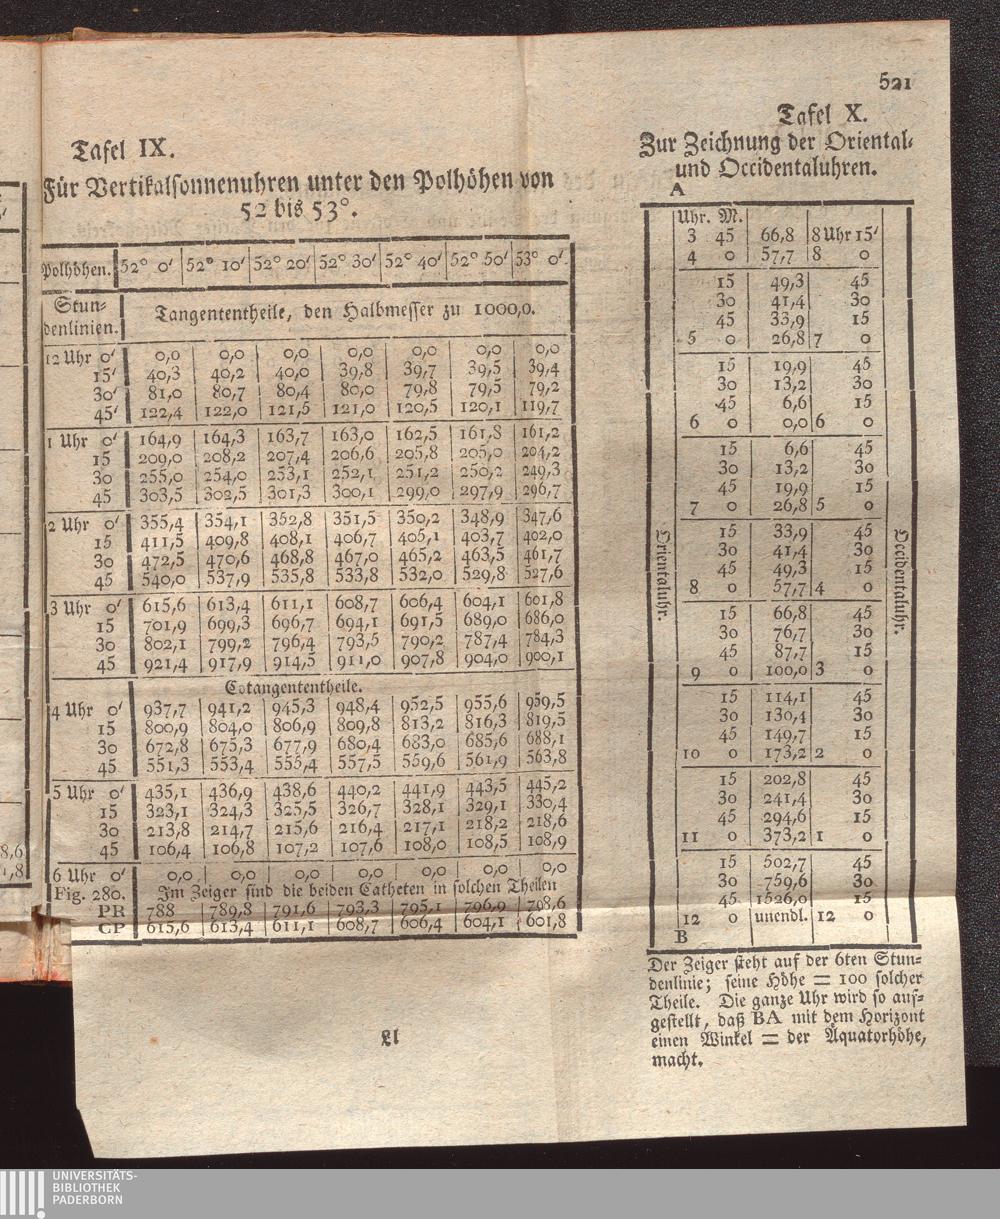 521
Tafel IX.
Für Vertikalsonnenuhren unter den Polhöhen von
52 bis 53°.
Polhöhen. 52° 0′ 52° 10′ 52° 20′ 52° 30′ 52° 40′ 52° 50′ 53° 0′
Stun=
denlinien. Tangententheile, den Halbmesser zu 1000,0.
12 Uhr 0′ 0,0 0,0 0,0 0,0 0,0 0,0 0,0
15′ 40,3 40,2 40,0 39,8 39,7 39,5 39,4
30′ 81,0 80,7 80,4 80,0 79,8 79,5 79,2
45′ 122,4 122,0 121,5 121,0 120,5 120,1 119,7
1 Uhr 0′ 164,9 164,3 163,7 163,0 162,5 161,8 161,2
15 209,0 208,2 207,4 206,6 205,8 205,0 204,2
30 255,0 254,0 253,1 252,1 251,2 250,2 249,3
45 303,5 302,5 301,3 300,1 299,0 297,9 296,7
2 Uhr 0′ 355,4 354,1 352,8 351,5 350,2 348,9 347,6
15 411,5 409,8 408,1 406,7 405,1 403,7 402,0
30 472,5 470,6 468,8 467,0 465,2 463,5 461,7
45 540,0 537,9 535,8 533,8 532,0 529,8 527,6
3 Uhr 0′ 615,6 613,4 611,1 608,7 606,4 604,1 601,8
15 701,9 699,3 696,7 694,1 691,5 689,0 686,0
30 802,1 799,2 796,4 793,5 790,2 787,4 784,3
45 921,4 917,9 914,5 911,0 907,8 904,0 900,1
Cotangententheile.
4 Uhr 0′ 937,7 941,2 945,3 948,4 952,5 955,6 959,5
15 800,9 804,0 806,9 809,8 813,2 816,3 819,5
30 672,8 675,3 677,9 680,4 683,0 685,6 688,1
45 551,3 553,4 555,4 557,5 559,6 561,9 563,8
5 Uhr 0′ 435,1 436,9 438,6 440,2 441,9 443,5 445,2
15 323,1 324,3 325,5 326,7 328,1 329,1 330,4
30 213,8 214,7 215,6 216,4 217,1 218,2 218,6
45 106,4 106,8 107,2 107,6 108,0 108,5 108,9
6 Uhr 0′ 0,0 0,0 0,0 0,0 0,0 0,0 0,0
Fig. 280. Im Zeiger sind die beiden Catheten in solchen Theilen
PR 788 789,8 791,6 793,3 795,1 796,9 798,6
CP 615,6 613,4 611,1 608,7 606,4 604,1 601,8
Tafel X.
Zur Zeichnung der Oriental=
und Occidentaluhren.
A
Uhr. M.
3 45 66,8 8 Uhr 15′
4 0 57,7 8 0
15 49,3 45
30 41,4 30
45 33,9 15
5 0 26,8 7 0
15 19,9 45
30 13,2 30
45 6,6 15
6 0 0,0 6 0
15 6,6 45
30 13,2 30
45 19,9 15
7 0 26,8 5 0
15 33,9 45
30 41,4 30
45 49,3 15
8 0 57,7 4 0
15 66,8 45
30 76,7 30
45 87,7 15
9 0 100,0 3 0
15 114,1 45
30 130,4 30
45 149,7 15
10 0 173,2 2 0
15 202,8 45
30 241,4 30
45 294,6 15
11 0 373,2 1 0
15 502,7 45
30 759,6 30
45 1526,0 15
12 0 unendl. 12 0
B
Orientaluhr.
Occidentaluhr.
Der Zeiger steht auf der 6ten Stun=
denlinie; seine Höhe = 100 solcher
Theile. Die ganze Uhr wird so auf=
gestellt, daß BA mit dem Horizont
einen Winkel = der Äquatorhöhe,
macht.
8,6
1,8
UNIVERSITÄTS-
BIBLIOTHEK
PADERBORN